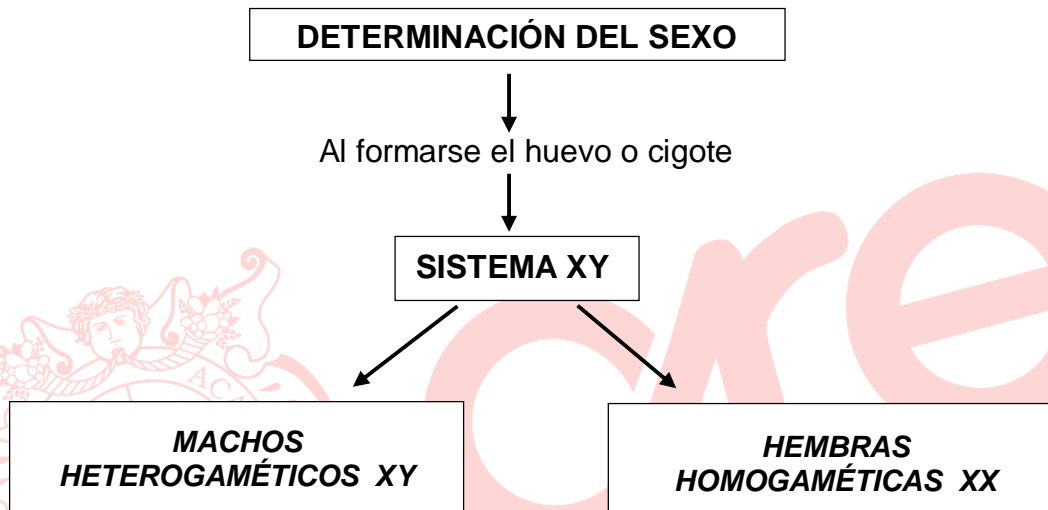 DETERMINACIÓN DEL SEXO
Al formarse el huevo o cigote
SISTEMA XY
MACHOS
HETEROGAMÉTICOS XY
HEMBRAS
HOMOGAMÉTICAS XX